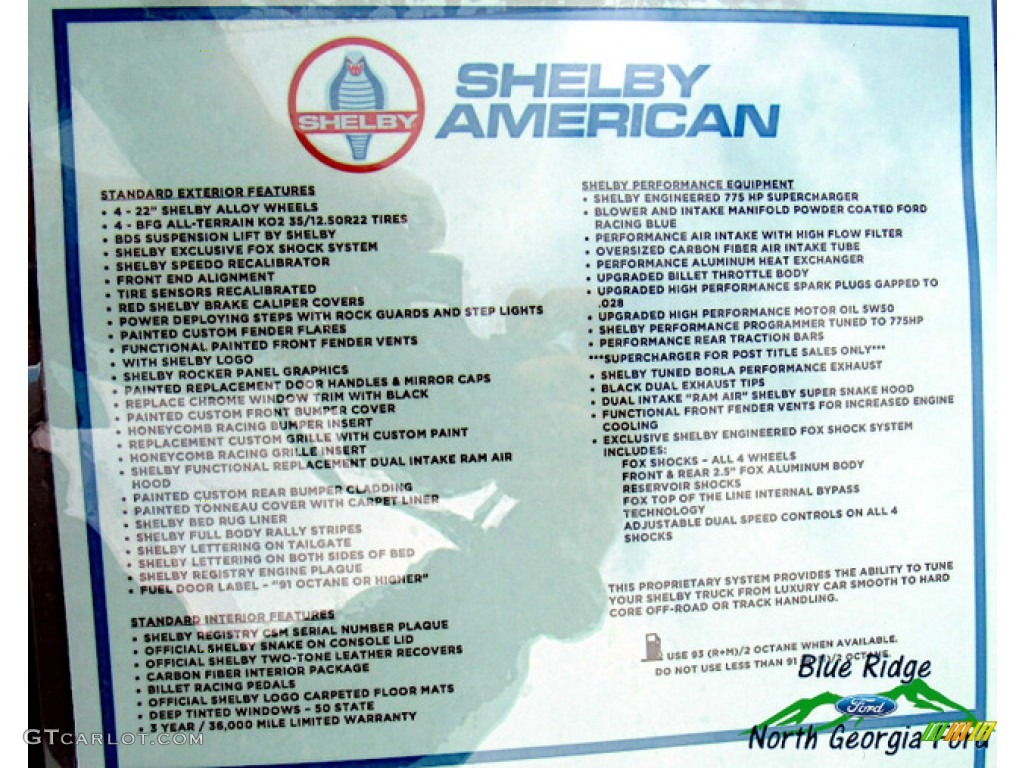 SHELBY
SHELBY
AMERICAN
STANDARD EXTERIOR FEATURES
• 4 - 22" SHELBY ALLOY WHEELS
• 4 - BFG ALL-TERRAIN KO2 35/12.50R22 TIRES
• BDS SUSPENSION LIFT BY SHELBY
• SHELBY EXCLUSIVE FOX SHOCK SYSTEM
• SHELBY SPEEDO RECALIBRATOR
• FRONT END ALIGNMENT
• TIRE SENSORS RECALIBRATED
• RED SHELBY BRAKE CALIPER COVERS
• POWER DEPLOYING STEPS WITH ROCK GUARDS AND STEP LIGHTS
• PAINTED CUSTOM FENDER FLARES
• FUNCTIONAL PAINTED FRONT FENDER VENTS
• WITH SHELBY LOGO
• SHELBY ROCKER PANEL GRAPHICS
• PAINTED REPLACEMENT DOOR HANDLES & MIRROR CAPS
• REPLACE CHROME WINDOW TRIM WITH BLACK
• PAINTED CUSTOM FRONT BUMPER COVER
• HONEYCOMB RACING BUMPER INSERT
• REPLACEMENT CUSTOM GRILLE WITH CUSTOM PAINT
• HONEYCOMB RACING GRILLE INSERT
• SHELBY FUNCTIONAL REPLACEMENT DUAL INTAKE RAM AIR
HOOD
• PAINTED CUSTOM REAR BUMPER CLADDING
• PAINTED TONNEAU COVER WITH CARPET LINER
• SHELBY BED RUG LINER
• SHELBY FULL BODY RALLY STRIPES
• SHELBY LETTERING ON TAILGATE
• SHELBY LETTERING ON BOTH SIDES OF BED
• SHELBY REGISTRY ENGINE PLAQUE
• FUEL DOOR LABEL - "91 OCTANE OR HIGHER"
STANDARD INTERIOR FEATURES
• SHELBY REGISTRY CSM SERIAL NUMBER PLAQUE
• OFFICIAL SHELBY SNAKE ON CONSOLE LID
• OFFICIAL SHELBY TWO-TONE LEATHER RECOVERS
• CARBON FIBER INTERIOR PACKAGE
• BILLET RACING PEDALS
• OFFICIAL SHELBY LOGO CARPETED FLOOR MATS
• DEEP TINTED WINDOWS - 50 STATE
• 3 YEAR / 36,000 MILE LIMITED WARRANTY
SHELBY PERFORMANCE EQUIPMENT
• SHELBY ENGINEERED 775 HP SUPERCHARGER
• BLOWER AND INTAKE MANIFOLD POWDER COATED FORD
RACING BLUE
• PERFORMANCE AIR INTAKE WITH HIGH FLOW FILTER
• OVERSIZED CARBON FIBER AIR INTAKE TUBE
• PERFORMANCE ALUMINUM HEAT EXCHANGER
• UPGRADED BILLET THROTTLE BODY
• UPGRADED HIGH PERFORMANCE SPARK PLUGS GAPPED TO
.028
• UPGRADED HIGH PERFORMANCE MOTOR OIL 5W50
• SHELBY PERFORMANCE PROGRAMMER TUNED TO 775HP
• PERFORMANCE REAR TRACTION BARS
***SUPERCHARGER FOR POST TITLE SALES ONLY***
• SHELBY TUNED BORLA PERFORMANCE EXHAUST
• BLACK DUAL EXHAUST TIPS
• DUAL INTAKE "RAM AIR" SHELBY SUPER SNAKE HOOD
• FUNCTIONAL FRONT FENDER VENTS FOR INCREASED ENGINE
COOLING
• EXCLUSIVE SHELBY ENGINEERED FOX SHOCK SYSTEM
INCLUDES:
FOX SHOCKS - ALL 4 WHEELS
FRONT & REAR 2.5" FOX ALUMINUM BODY
RESERVOIR SHOCKS
FOX TOP OF THE LINE INTERNAL BYPASS
TECHNOLOGY
ADJUSTABLE DUAL SPEED CONTROLS ON ALL 4
SHOCKS
THIS PROPRIETARY SYSTEM PROVIDES THE ABILITY TO TUNE
YOUR SHELBY TRUCK FROM LUXURY CAR SMOOTH TO HARD
CORE OFF-ROAD OR TRACK HANDLING.
USE 93 (R+M)/2 OCTANE WHEN AVAILABLE.
DO NOT USE LESS THAN 91 )/2 OCTANE.
Blue Ridge
Ford
North Georgia Ford
GTcarlot.com